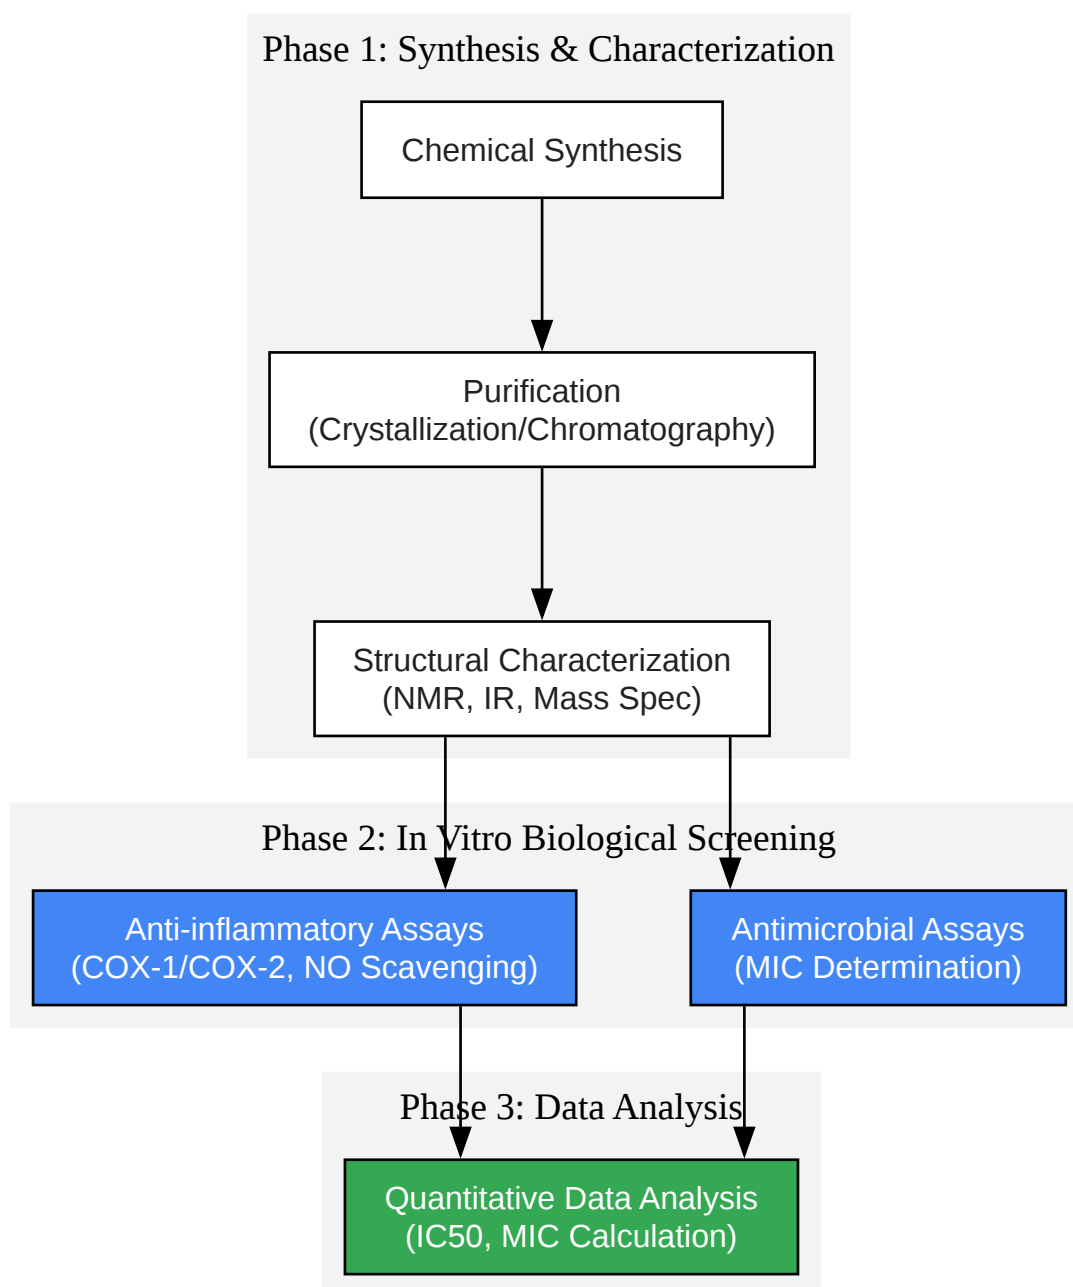 Phase 1: Synthesis & Characterization
Chemical Synthesis
Purification
(Crystallization/Chromatography)
Structural Characterization
(NMR, IR, Mass Spec)
Phase 2: In Vitro Biological Screening
Anti-inflammatory Assays
(COX-1/COX-2, NO Scavenging)
Antimicrobial Assays
(MIC Determination)
Phase 3: Data Analysis
Quantitative Data Analysis
(IC50, MIC Calculation)